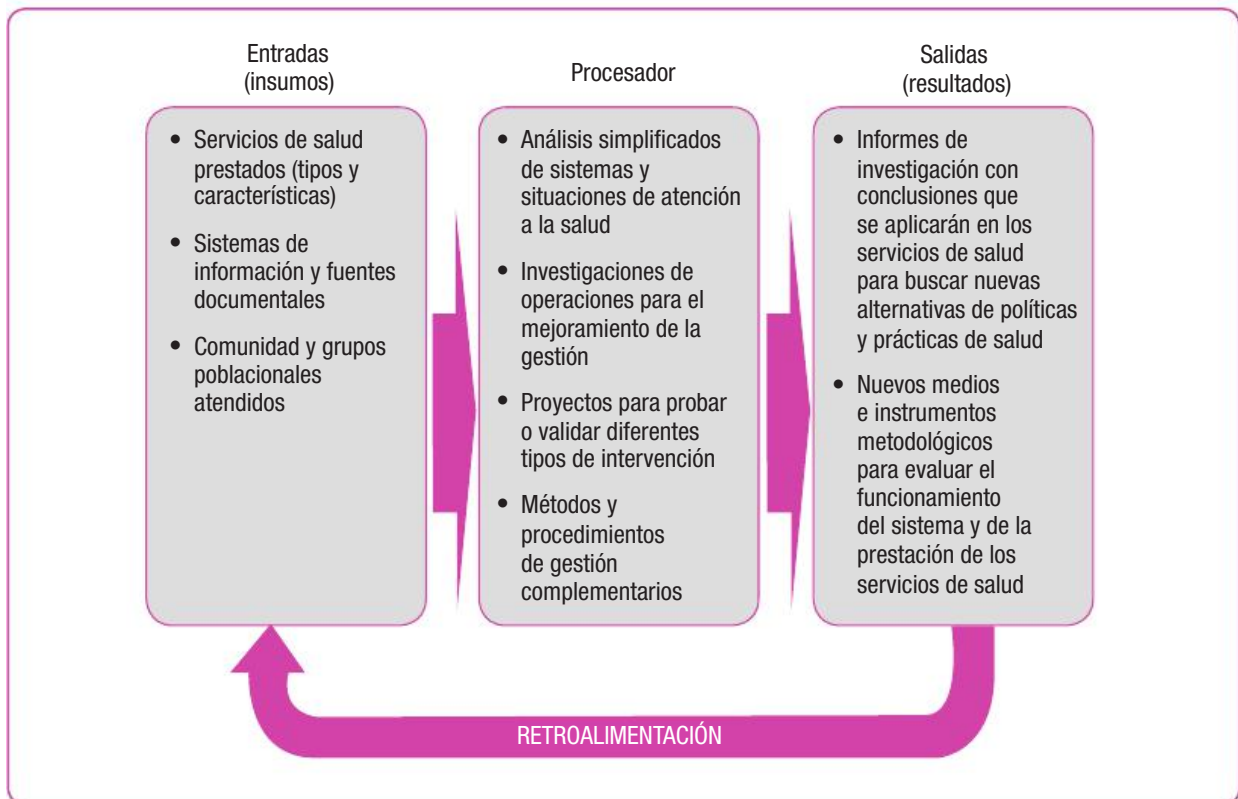 Entradas
(insumos)
• Servicios de salud
prestados (tipos y
características)
• Sistemas de
información y fuentes
documentales
• Comunidad y grupos
poblacionales
atendidos
Procesador
• Análisis simplificados
de sistemas y
situaciones de atención
a la salud
• Investigaciones de
operaciones para el
mejoramiento de la
gestión
• Proyectos para probar
o validar diferentes
tipos de intervención
• Métodos y
procedimientos
de gestión
complementarios
Salidas
(resultados)
• Informes de
investigación con
conclusiones que
se aplicarán en los
servicios de salud
para buscar nuevas
alternativas de políticas
y prácticas de salud
• Nuevos medios
e instrumentos
metodológicos
para evaluar el
funcionamiento
del sistema y de la
prestación de los
servicios de salud
RETROALIMENTACIÓN